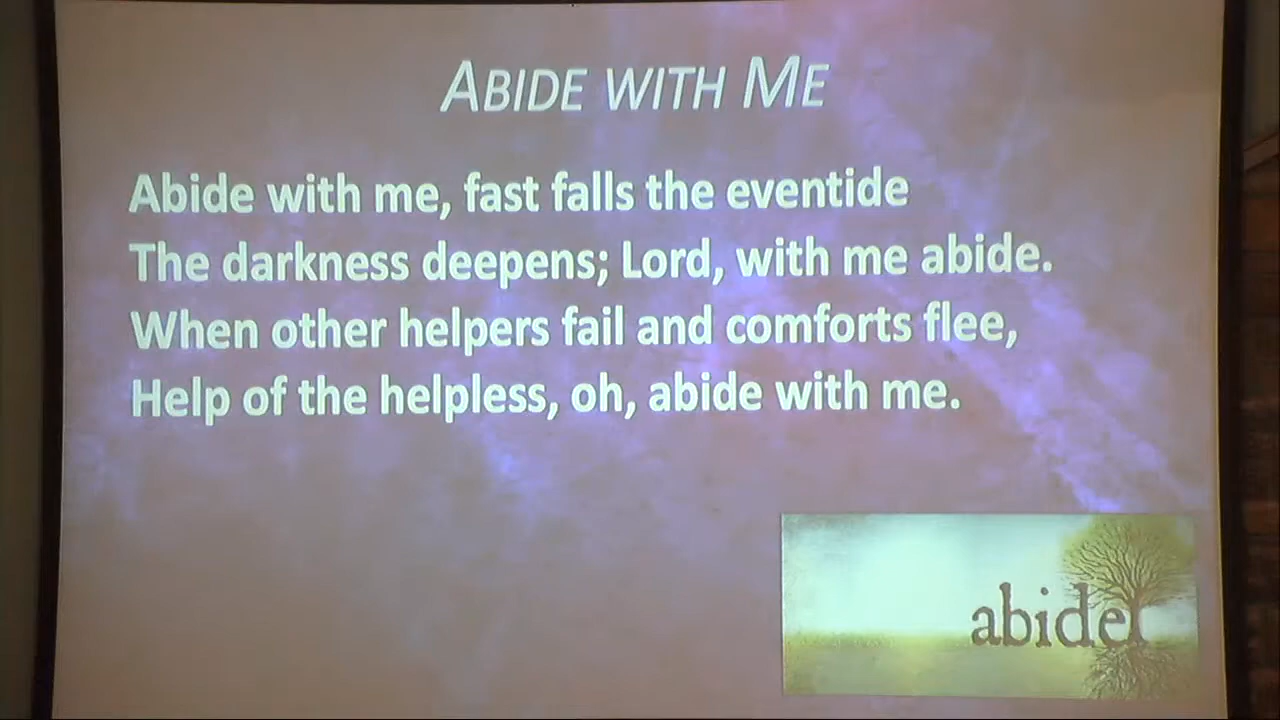 ABIDE WITH ME
Abide with me, fast falls the eventide
The darkness deepens; Lord, with me abide.
When other helpers fail and comforts flee,
Help of the helpless, oh, abide with me.
abide